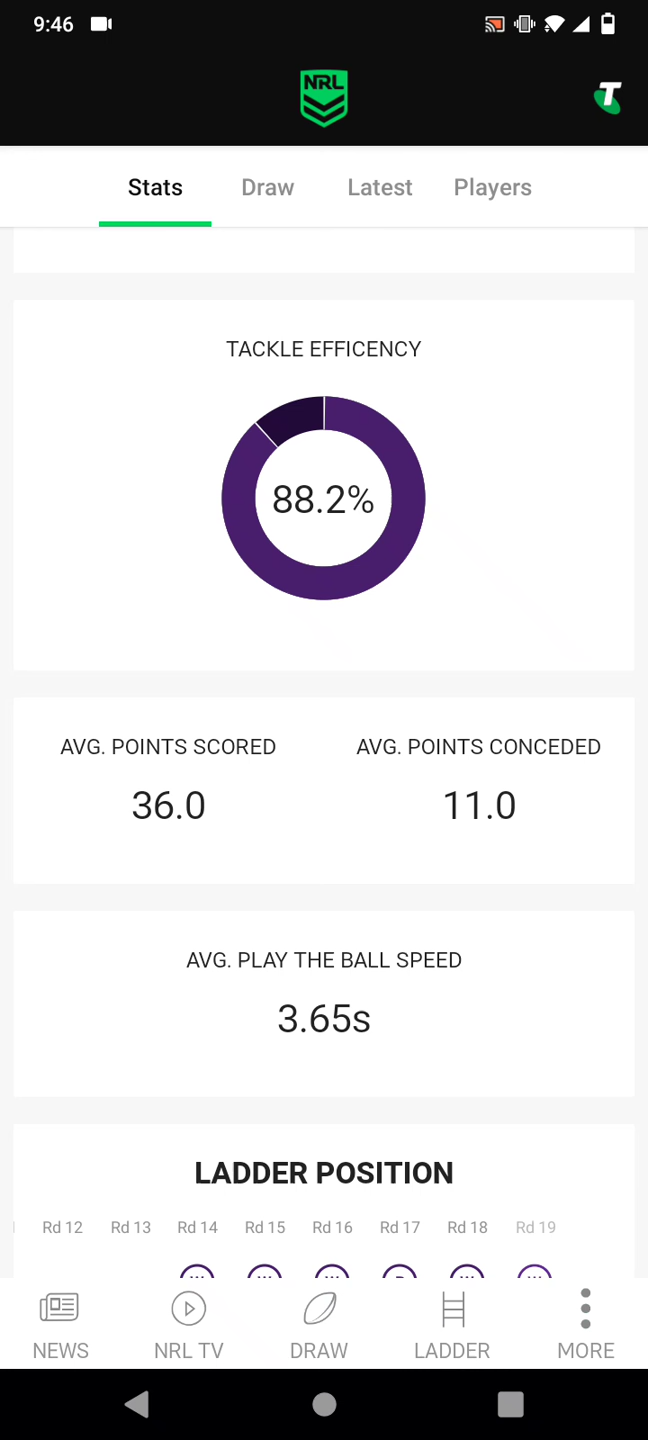 9:46
NRL
T
Stats Draw Latest Players
TACKLE EFFICENCY
88.2%
AVG. POINTS SCORED AVG. POINTS CONCEDED
36.0 11.0
AVG. PLAY THE BALL SPEED
3.65s
LADDER POSITION
Rd 12 Rd 13 Rd 14 Rd 15 Rd 16 Rd 17 Rd 18 Rd 19
NEWS NRL TV DRAW LADDER MORE